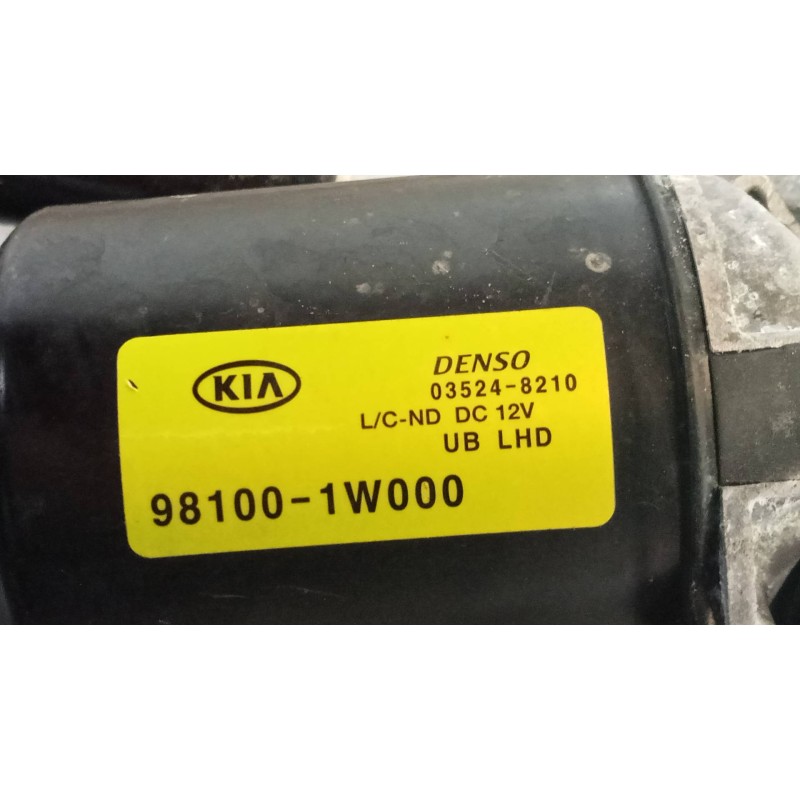 KIA
DENSO
03524-8210
L/C-ND DC 12V
UB LHD
98100-1W000